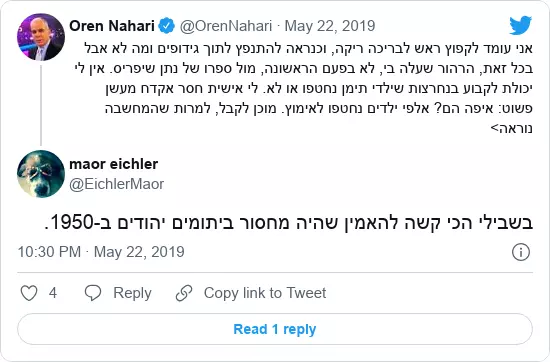 Oren Nahari @OrenNahari · May 22, 2019
אני עומד לקפוץ ראש לבריכה ריקה, וכנראה להתנפץ לתוך גידופים ומה לא אבל
בכל זאת, הרהור שעלה בי, לא בפעם הראשונה, מול ספרו של נתן שיפריס. אין לי
יכולת לקבוע בנחרצות שילדי תימן נחטפו או לא. לי אישית חסר אקדח מעשן
פשוט: איפה הם? אלפי ילדים נחטפו לאימוץ. מוכן לקבל, למרות שהמחשבה
נוראה>
maor eichler
@EichlerMaor
בשבילי הכי קשה להאמין שהיה מחסור ביתומים יהודים ב-1950.
10:30 PM · May 22, 2019
4 Reply Copy link to Tweet
Read 1 reply